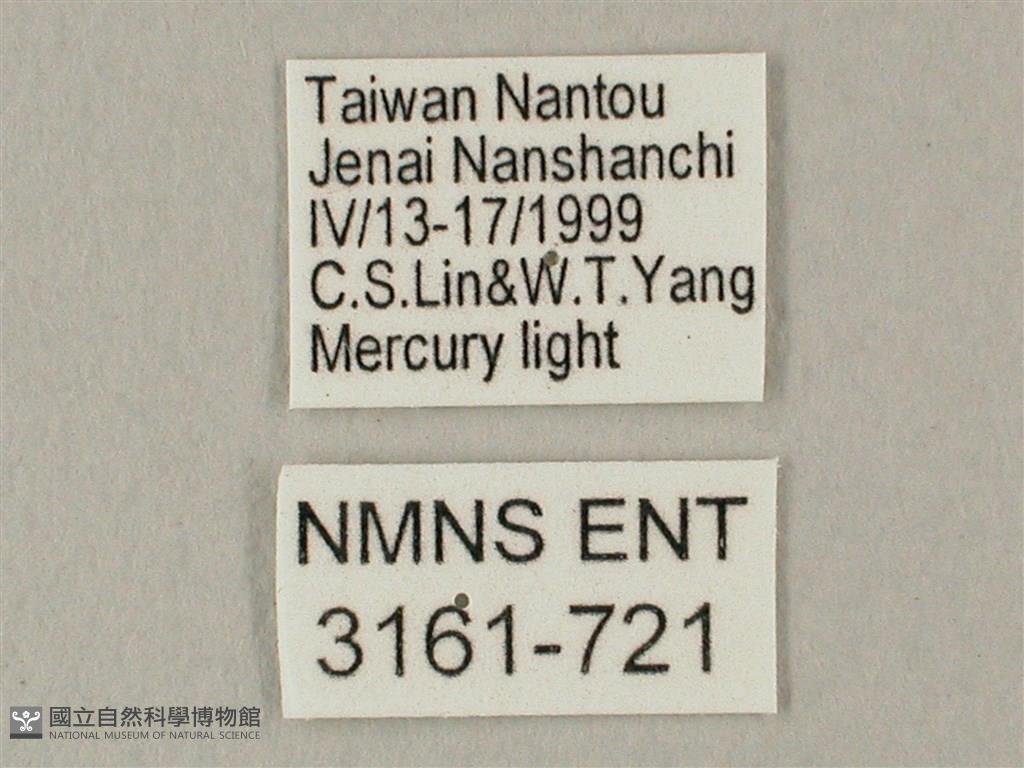 Taiwan Nantou
Jenai Nanshanchi
IV/13-17/1999
C.S.Lin&W.T.Yang
Mercury light
NMNS ENT
3161-721
國立自然科學博物館
NATIONAL MUSEUM OF NATURAL SCIENCE